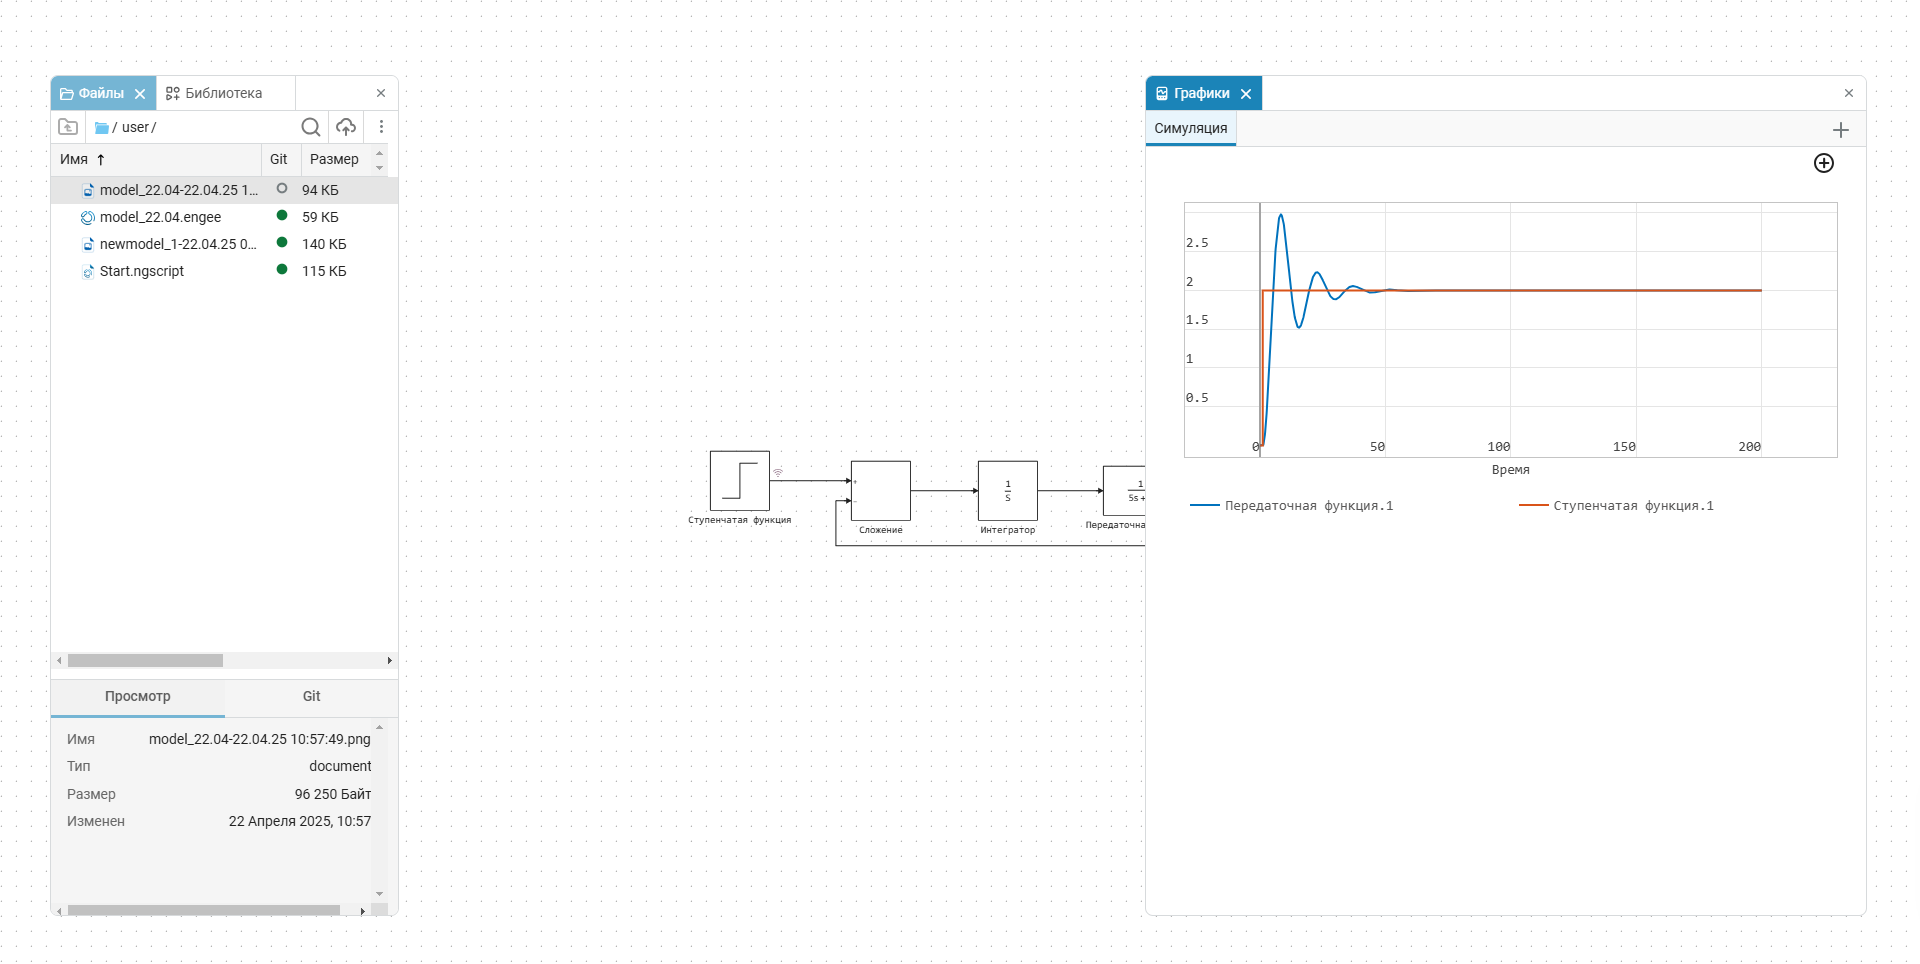 Файлы
Библиотека
/ user /
Имя ↑ Git Размер
model_22.04-22.04.25 1... 94 КБ
model_22.04.engee 59 КБ
newmodel_1-22.04.25 0... 140 КБ
Start.ngscript 115 КБ
Просмотр Git
Имя model_22.04-22.04.25 10:57:49.png
Тип document
Размер 96 250 Байт
Изменен 22 Апреля 2025, 10:57
Ступенчатая функция
+
-
Сложение
1
s
Интегратор
1
5s+
Передаточна
Графики
Симуляция
2.5
2
1.5
1
0.5
0 50 100 150 200
Время
Передаточная функция.1 Ступенчатая функция.1